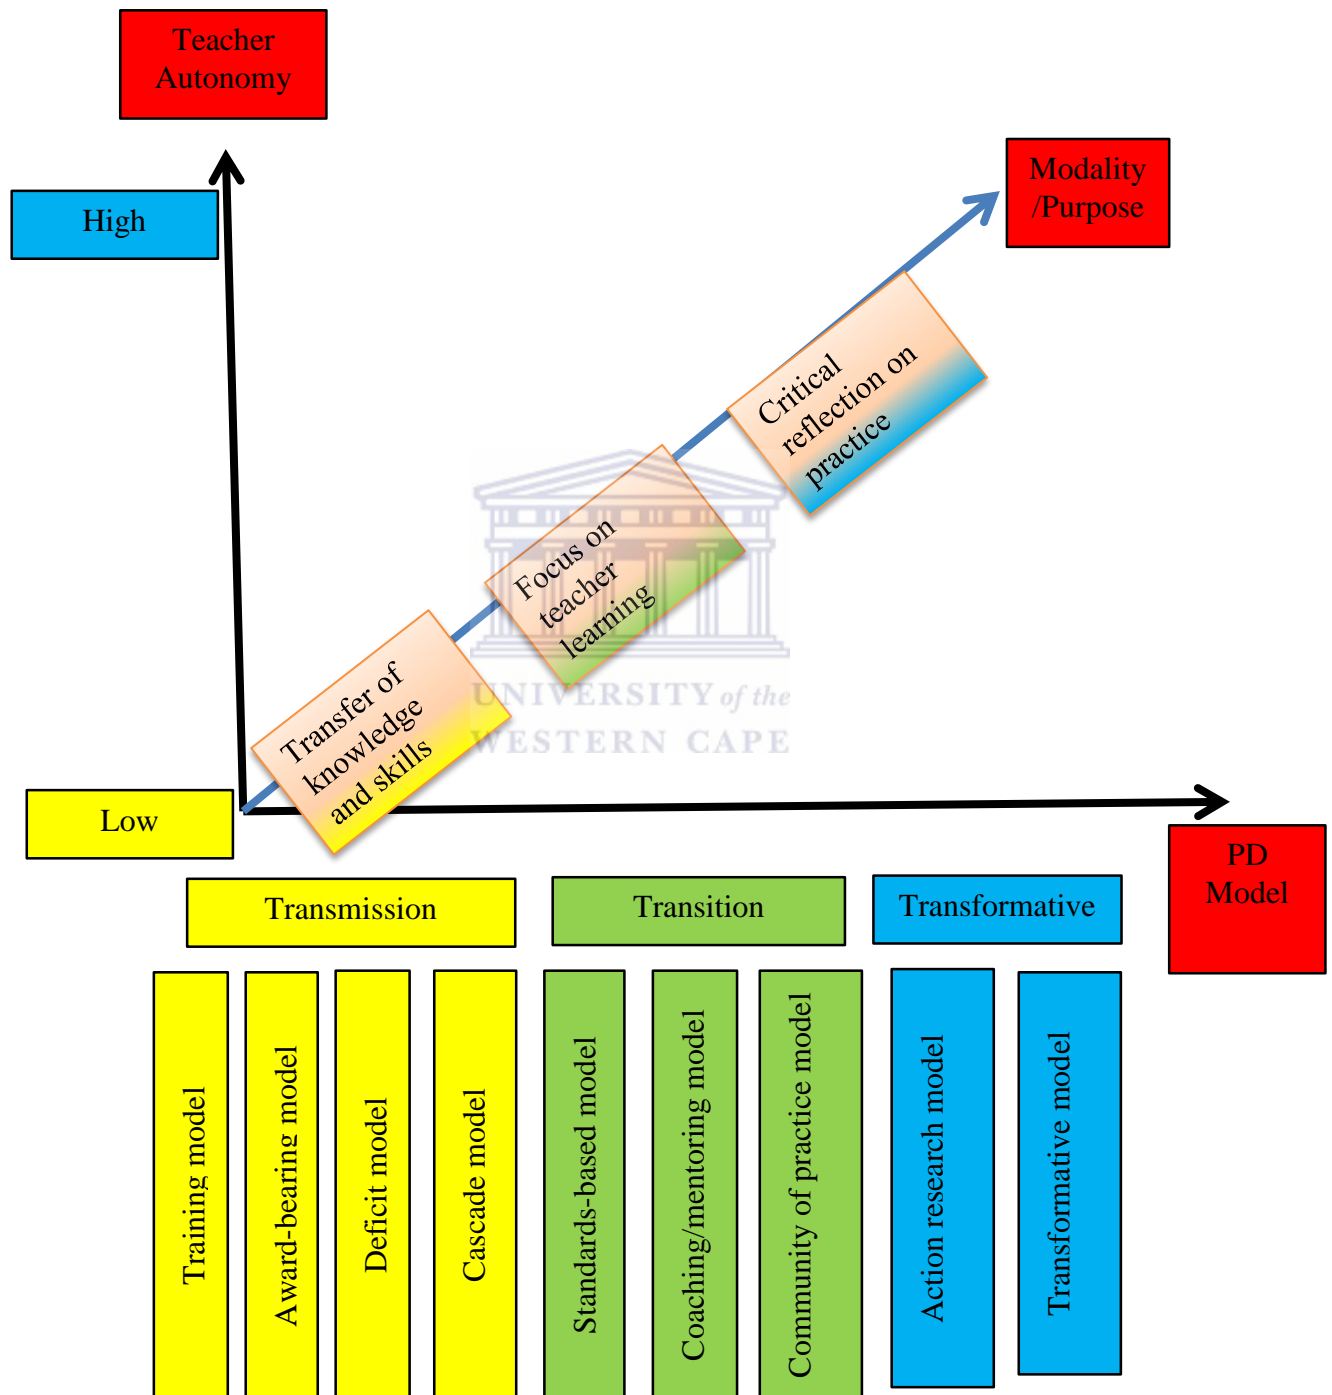 Teacher
Autonomy
Modality
/Purpose
High
Critical
reflection on
practice
Focus on
teacher
learning
UNIVERSITY of the
WESTERN CAPE
Transfer of
knowledge
and skills
Low
PD
Model
Transmission
Transition
Transformative
Training model
Award-bearing model
Deficit model
Cascade model
Standards-based model
Coaching/mentoring model
Community of practice model
Action research model
Transformative model